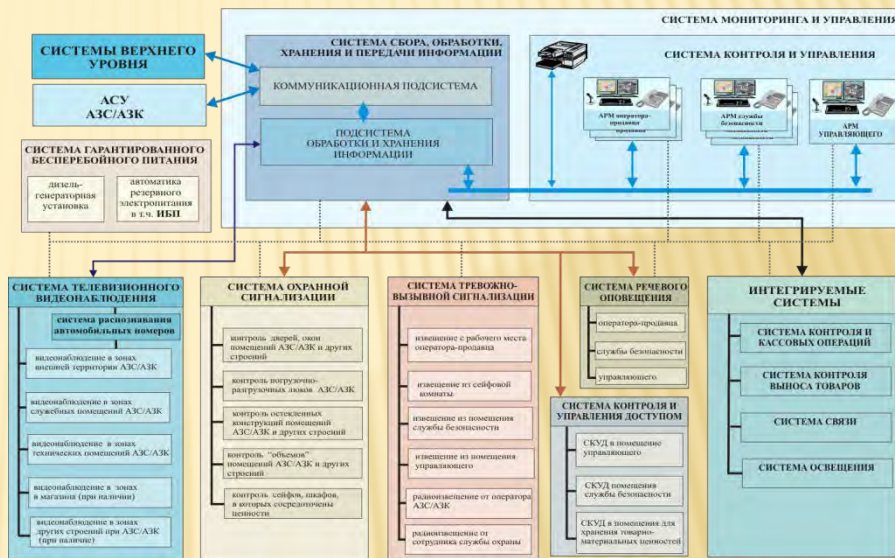 СИСТЕМА МОНИТОРИНГА И УПРАВЛЕНИЯ
СИСТЕМЫ ВЕРХНЕГО
УРОВНЯ
АСУ
АЗС/АЗК
СИСТЕМА СБОРА, ОБРАБОТКИ,
ХРАНЕНИЯ И ПЕРЕДАЧИ ИНФОРМАЦИИ
КОММУНИКАЦИОННАЯ ПОДСИСТЕМА
ПОДСИСТЕМА
ОБРАБОТКИ И ХРАНЕНИЯ
ИНФОРМАЦИИ
СИСТЕМА КОНТРОЛЯ И УПРАВЛЕНИЯ
АРМ оператора-
продавца
АРМ службы
безопасности
АРМ
УПРАВЛЯЮЩЕГО
СИСТЕМА ГАРАНТИРОВАННОГО
БЕСПЕРЕБОЙНОГО ПИТАНИЯ
дизель-
генераторная
установка
автоматика
резервного
электропитания
в т.ч. ИБП
СИСТЕМА ТЕЛЕВИЗИОННОГО
ВИДЕОНАБЛЮДЕНИЯ
система распознавания
автомобильных номеров
видеонаблюдение в зонах
внешней территории АЗС/АЗК
видеонаблюдение в зонах
служебных помещений АЗС/АЗК
видеонаблюдение в зонах
технических помещений АЗС/АЗК
видеонаблюдение в зонах
в магазина (при наличии)
видеонаблюдение в зонах
других строений при АЗС/АЗК
(при наличие)
СИСТЕМА ОХРАННОЙ
СИГНАЛИЗАЦИИ
контроль дверей, окон
помещений АЗС/АЗК и других
строений
контроль погрузочно-
разгрузочных люков АЗС/АЗК
контроль остекленных
конструкций помещений
АЗС/АЗК и других строений
контроль "объемов"
помещений АЗС/АЗК и других
строений
контроль сейфов, шкафов,
в которых сосредоточены
ценности
СИСТЕМА ТРЕВОЖНО-
ВЫЗЫВНОЙ СИГНАЛИЗАЦИИ
извещение с рабочего места
оператора-продавца
извещение из сейфовой
комнаты
извещение из помещения
службы безопасности
извещение из помещения
управляющего
радиоизвещение от оператора
АЗС/АЗК
радиоизвещение от
сотрудника службы охраны
СИСТЕМА РЕЧЕВОГО
ОПОВЕЩЕНИЯ
оператора-продавца
службы безопасности
управляющего
СИСТЕМА КОНТРОЛЯ И
УПРАВЛЕНИЯ ДОСТУПОМ
СКУД в помещение
управляющего
СКУД помещения
службы безопасности
СКУД в помещения для
хранения товарно-
материальных ценностей
ИНТЕГРИРУЕМЫЕ
СИСТЕМЫ
СИСТЕМА КОНТРОЛЯ И
КАССОВЫХ ОПЕРАЦИЙ
СИСТЕМА КОНТРОЛЯ
ВЫНОСА ТОВАРОВ
СИСТЕМА СВЯЗИ
СИСТЕМА ОСВЕЩЕНИЯ